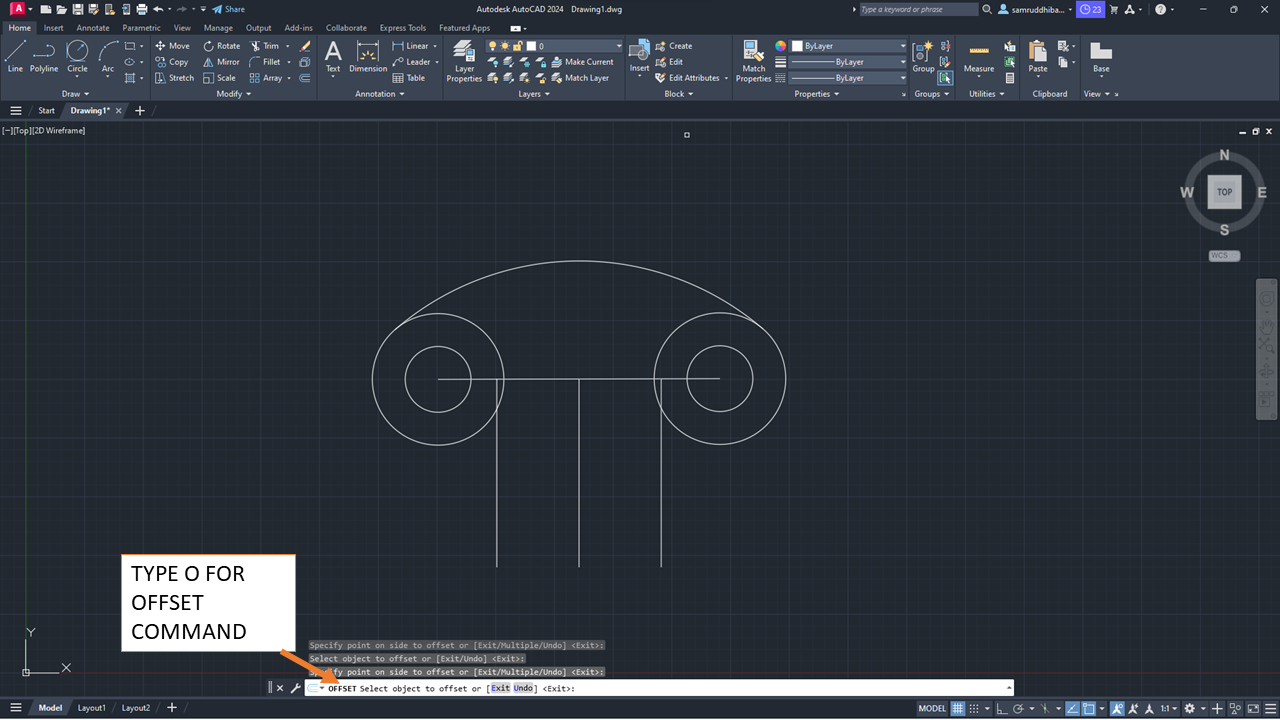 A Share Autodesk AutoCAD 2024 Drawing1.dwg Type a keyword or phrase samruddhiba... 23
Home Insert Annotate Parametric View Manage Output Add-ins Collaborate Express Tools Featured Apps
Line Polyline Circle Arc
Move Rotate Trim
Copy Mirror Fillet
Stretch Scale Array
Text Dimension
Linear
Leader
Table
Layer Properties
0
Make Current
Match Layer
Insert
Create
Edit
Edit Attributes
Match Properties
ByLayer
ByLayer
ByLayer
Group Measure Paste Base
Draw Modify Annotation Layers Block Properties Groups Utilities Clipboard View
Start Drawing1*
[−][Top][2D Wireframe]
N
W TOP E
S
WCS
TYPE O FOR
OFFSET
COMMAND
Y
X
Specify point on side to offset or [Exit/Multiple/Undo] <Exit>:
Select object to offset or [Exit/Undo] <Exit>:
Specify point on side to offset or [Exit/Multiple/Undo] <Exit>:
OFFSET Select object to offset or [Exit Undo] <Exit>:
Model Layout1 Layout2 MODEL 1:1